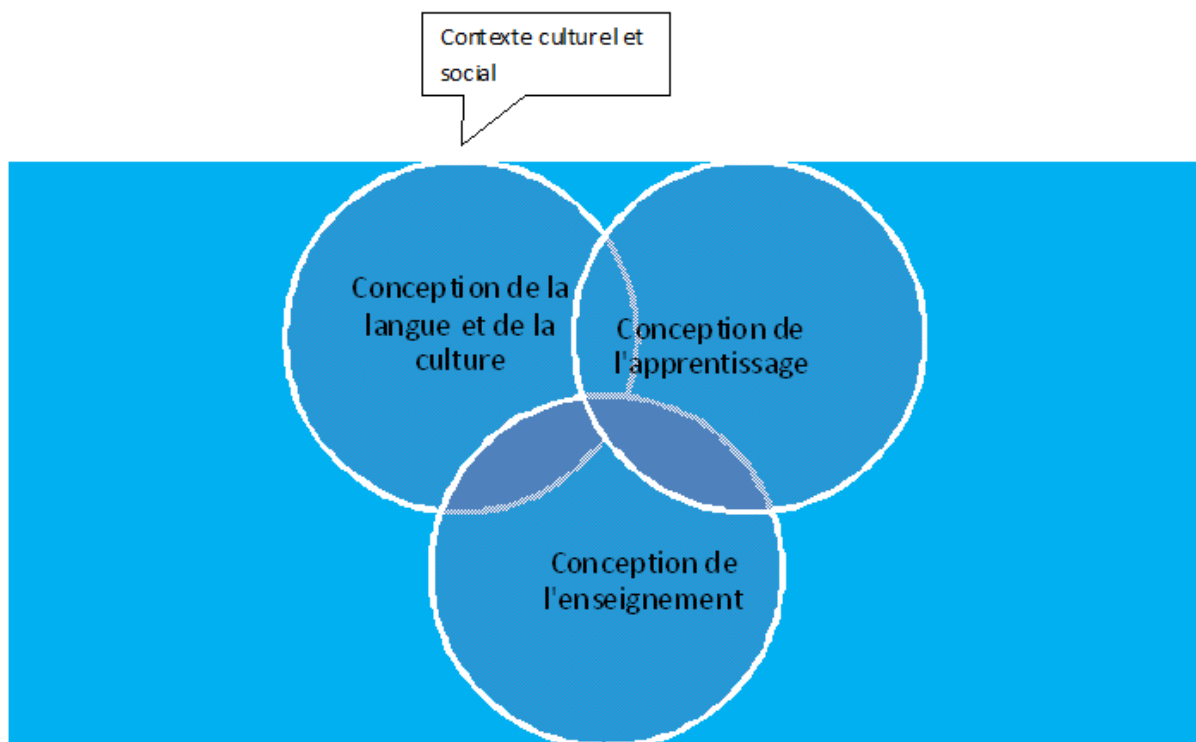 Contexte culturel et
social
Conception de la
langue et de la
culture
Conception de
l'apprentissage
Conception de
l'enseignement